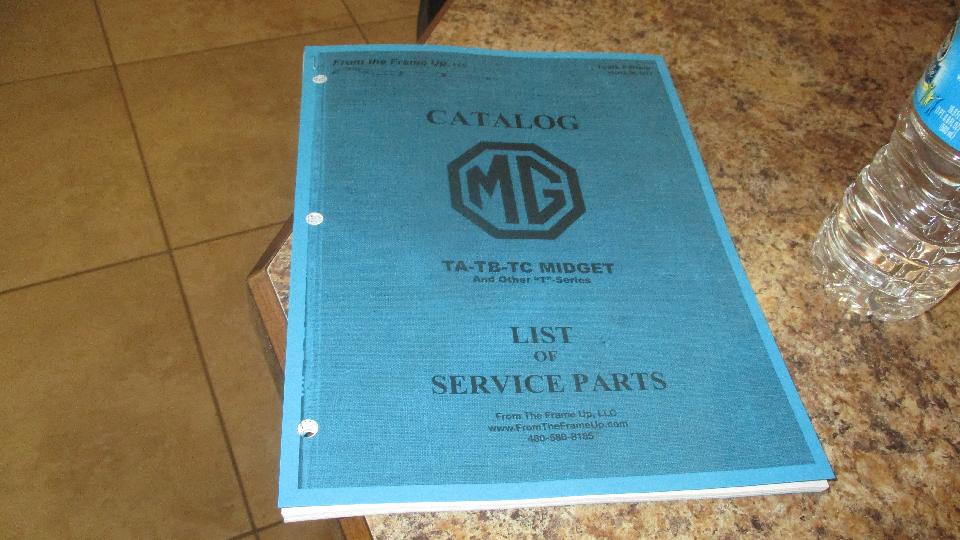 From the Frame Up, LLC
CATALOG
MG
TA-TB-TC MIDGET
And Other "T"-Series
LIST
OF
SERVICE PARTS
From The Frame Up, LLC
www.FromTheFrameUp.com
480-588-8185